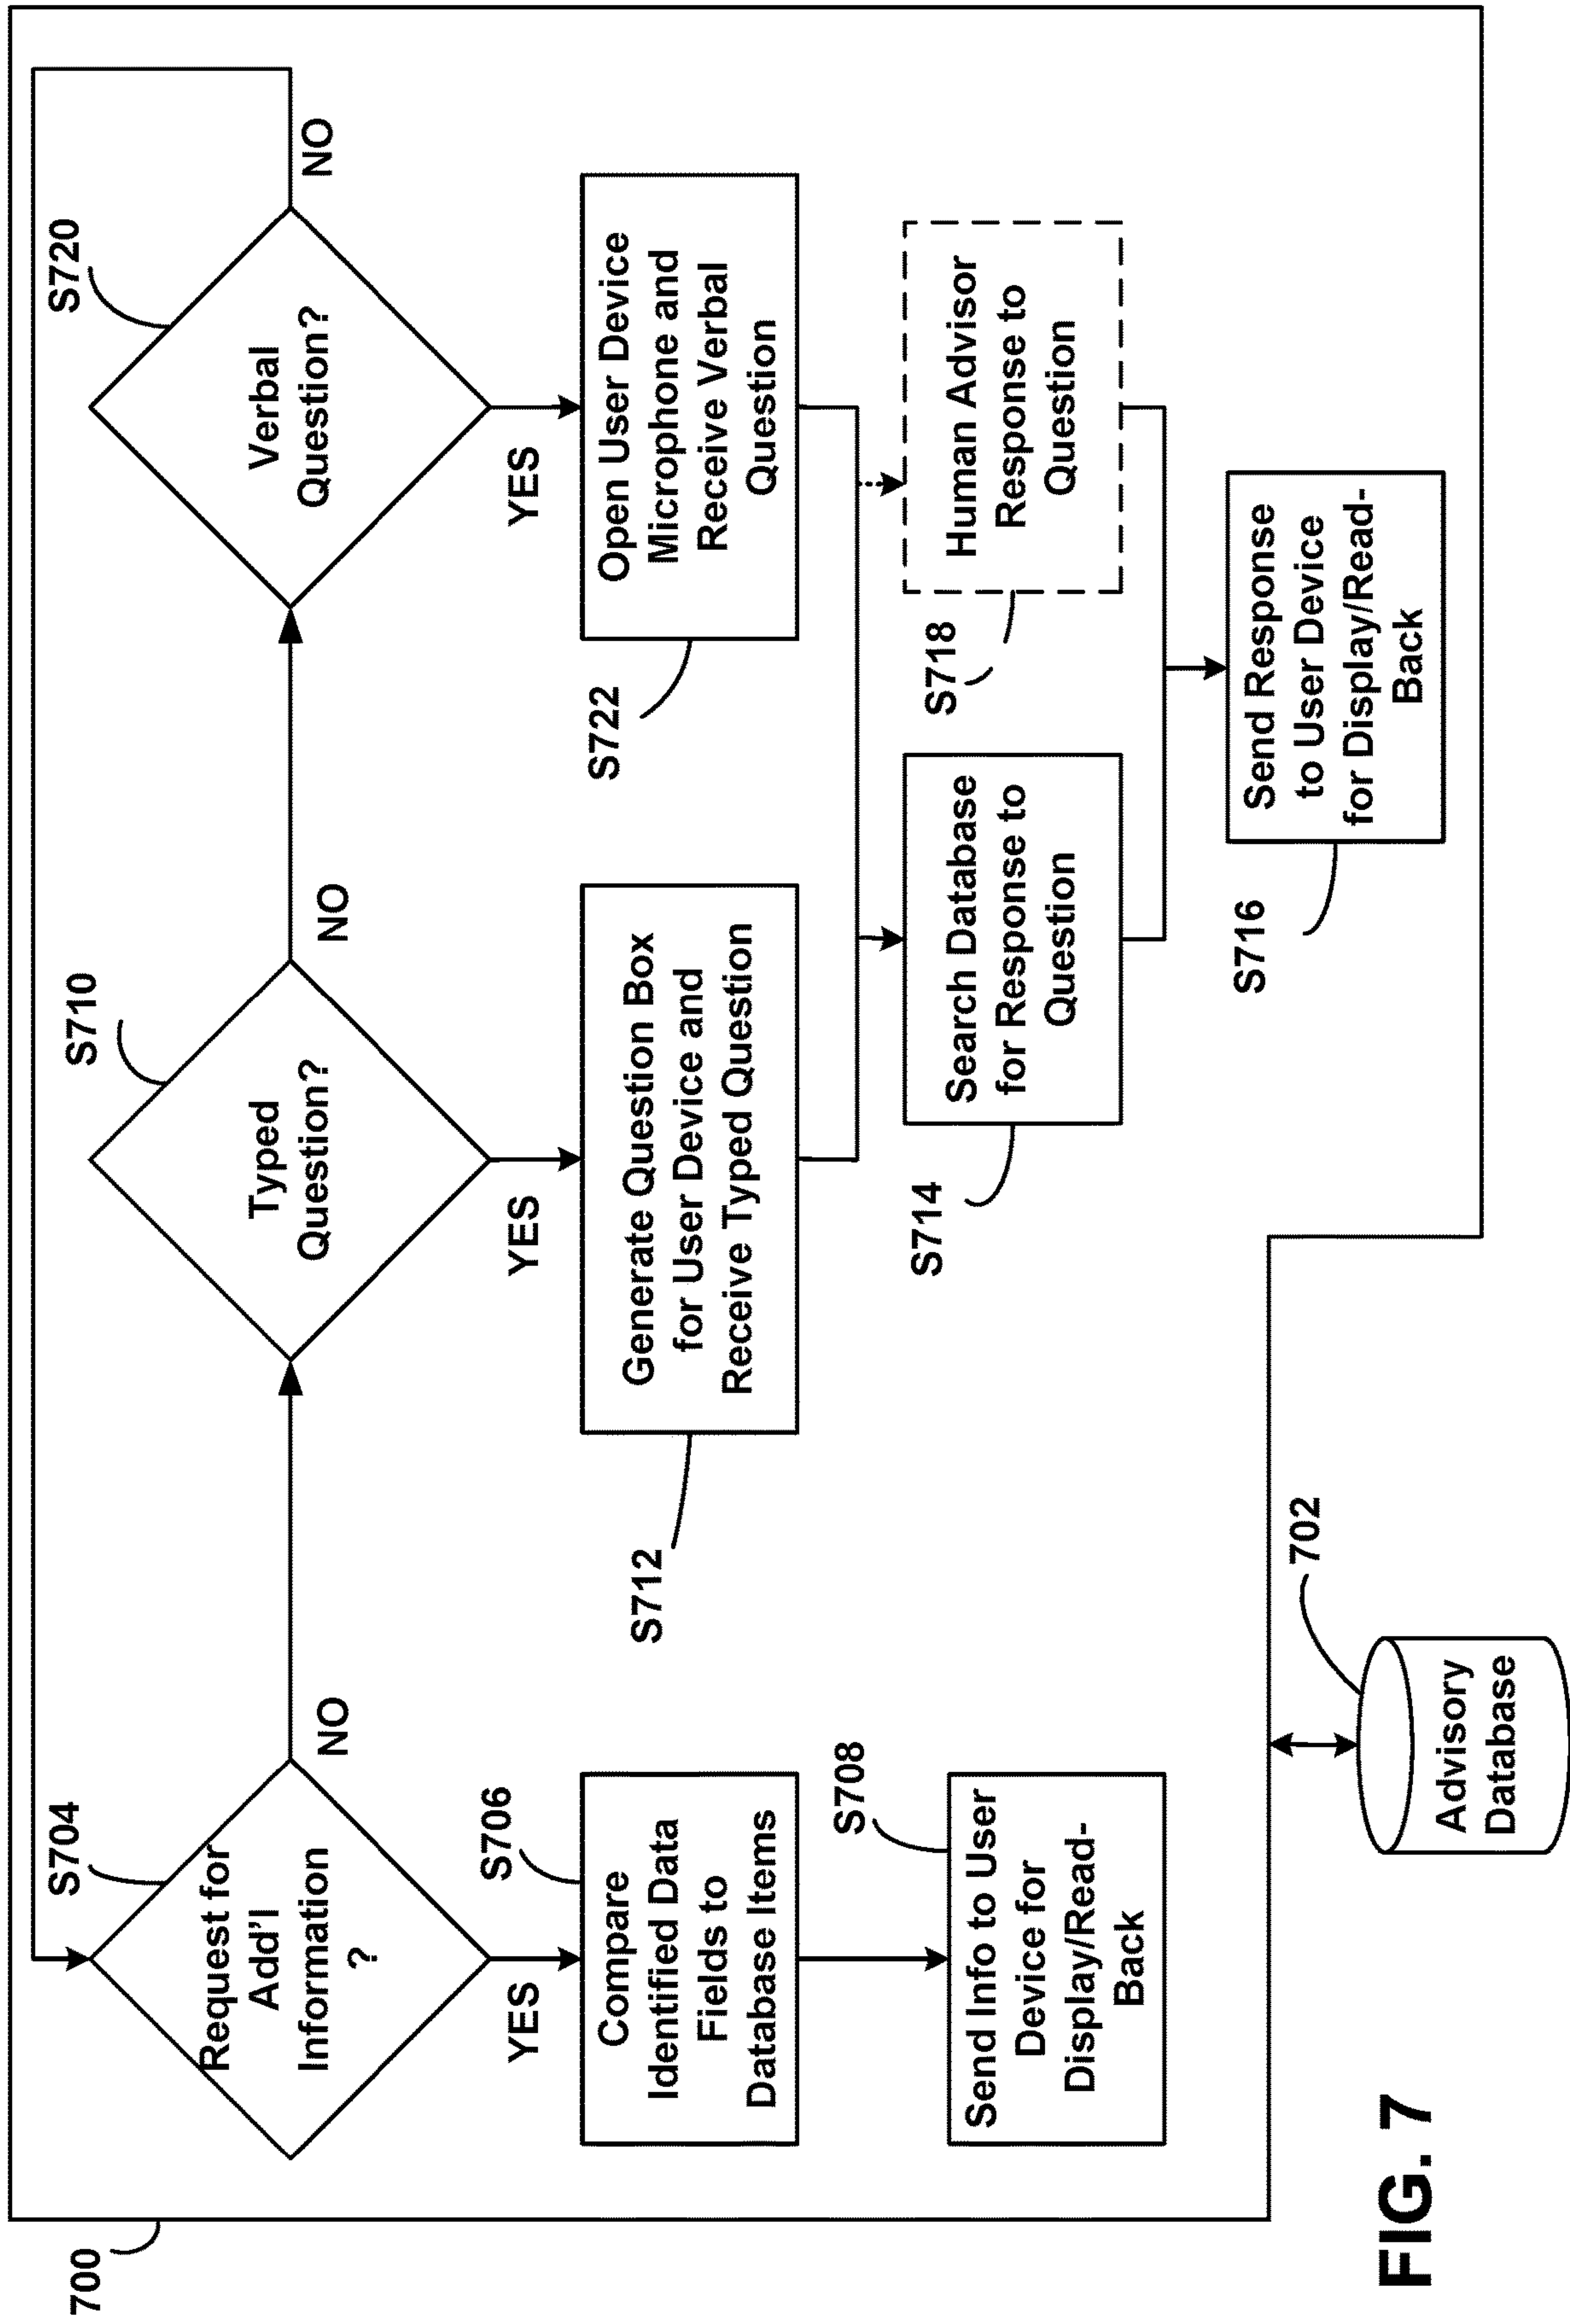 700
S704
Request for
Add'l
Information
?
NO
YES
S710
Typed
Question?
NO
YES
S720
Verbal
Question?
NO
YES
S706
Compare
Identified Data
Fields to
Database Items
S712
Generate Question Box
for User Device and
Receive Typed Question
S722
Open User Device
Microphone and
Receive Verbal
Question
S708
Send Info to User
Device for
Display/Read-
Back
S714
Search Database
for Response to
Question
S718
Human Advisor
Response to
Question
S716
Send Response
to User Device
for Display/Read-
Back
702
Advisory
Database
FIG. 7